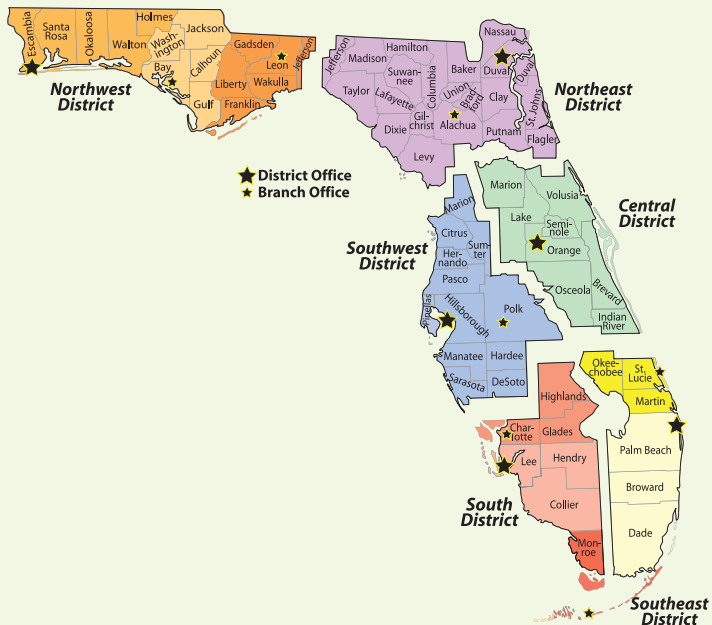 Escambia
Santa
Rosa
Okaloosa
Walton
Holmes
Wash-
ington
Jackson
Bay
Calhoun
Gulf
Gadsden
Leon
Jefferson
Liberty
Wakulla
Franklin
Northwest
District
Jefferson
Madison
Hamilton
Taylor
Suwan-
nee
Lafayette
Columbia
Baker
Nassau
Duval
Duval
Union
Brad-
ford
Clay
St. Johns
Dixie
Gil-
christ
Alachua
Putnam
Flagler
Levy
Northeast
District
District Office
Branch Office
Marion
Volusia
Lake
Semi-
nole
Orange
Osceola
Brevard
Indian
River
Central
District
Marion
Citrus
Sum-
ter
Her-
nando
Pasco
Pinellas
Hillsborough
Polk
Manatee
Hardee
Sarasota
DeSoto
Southwest
District
Highlands
Char-
lotte
Glades
Lee
Hendry
Collier
Mon-
roe
South
District
Okee-
chobee
St.
Lucie
Martin
Palm Beach
Broward
Dade
Southeast
District